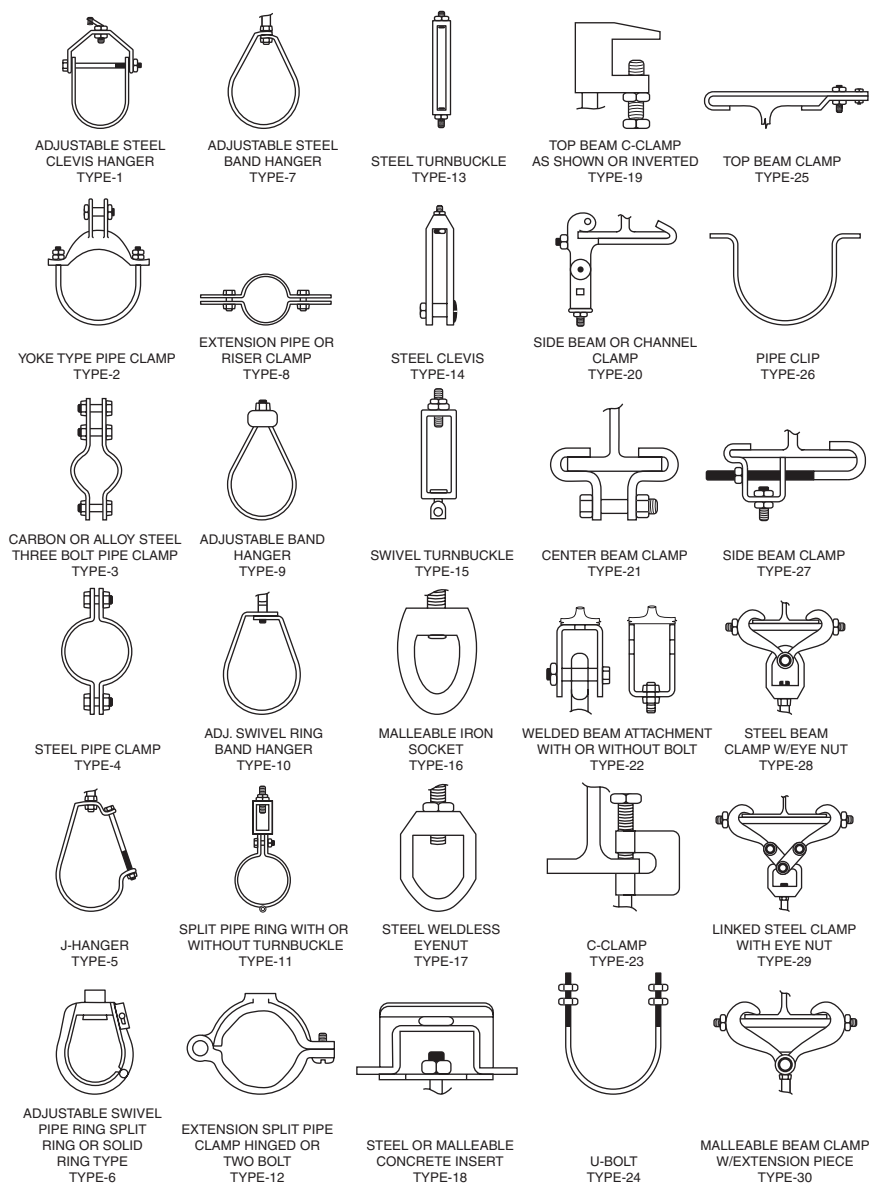 ADJUSTABLE STEEL
CLEVIS HANGER
TYPE-1
ADJUSTABLE STEEL
BAND HANGER
TYPE-7
STEEL TURNBUCKLE
TYPE-13
TOP BEAM C-CLAMP
AS SHOWN OR INVERTED
TYPE-19
TOP BEAM CLAMP
TYPE-25
YOKE TYPE PIPE CLAMP
TYPE-2
EXTENSION PIPE OR
RISER CLAMP
TYPE-8
STEEL CLEVIS
TYPE-14
SIDE BEAM OR CHANNEL
CLAMP
TYPE-20
PIPE CLIP
TYPE-26
CARBON OR ALLOY STEEL
THREE BOLT PIPE CLAMP
TYPE-3
ADJUSTABLE BAND
HANGER
TYPE-9
SWIVEL TURNBUCKLE
TYPE-15
CENTER BEAM CLAMP
TYPE-21
SIDE BEAM CLAMP
TYPE-27
STEEL PIPE CLAMP
TYPE-4
ADJ. SWIVEL RING
BAND HANGER
TYPE-10
MALLEABLE IRON
SOCKET
TYPE-16
WELDED BEAM ATTACHMENT
WITH OR WITHOUT BOLT
TYPE-22
STEEL BEAM
CLAMP W/EYE NUT
TYPE-28
J-HANGER
TYPE-5
SPLIT PIPE RING WITH OR
WITHOUT TURNBUCKLE
TYPE-11
STEEL WELDLESS
EYENUT
TYPE-17
C-CLAMP
TYPE-23
LINKED STEEL CLAMP
WITH EYE NUT
TYPE-29
ADJUSTABLE SWIVEL
PIPE RING SPLIT
RING OR SOLID
RING TYPE
TYPE-6
EXTENSION SPLIT PIPE
CLAMP HINGED OR
TWO BOLT
TYPE-12
STEEL OR MALLEABLE
CONCRETE INSERT
TYPE-18
U-BOLT
TYPE-24
MALLEABLE BEAM CLAMP
W/EXTENSION PIECE
TYPE-30